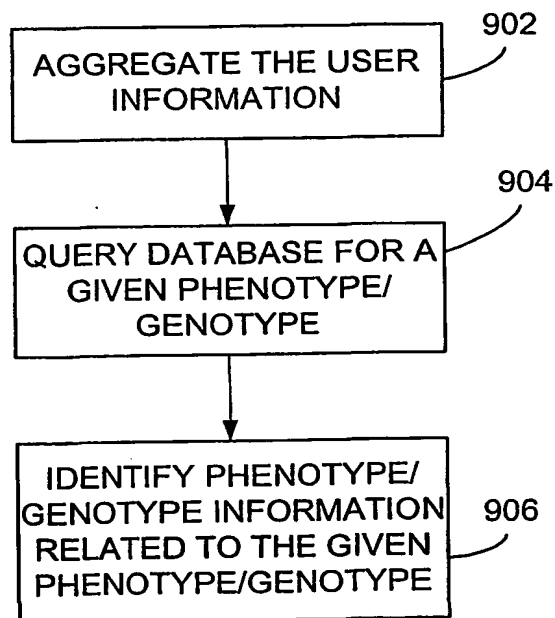 902
AGGREGATE THE USER
INFORMATION
904
QUERY DATABASE FOR A
GIVEN PHENOTYPE/
GENOTYPE
IDENTIFY PHENOTYPE/
GENOTYPE INFORMATION
RELATED TO THE GIVEN
PHENOTYPE/GENOTYPE
906